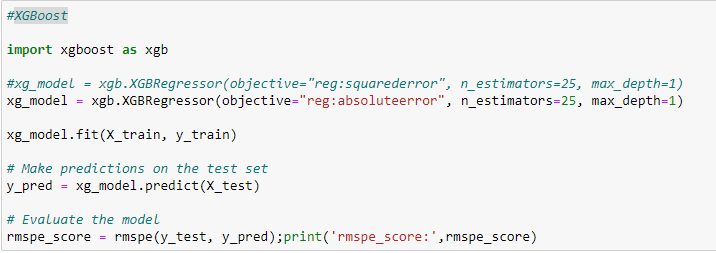 #XGBoost
import xgboost as xgb
#xg_model = xgb.XGBRegressor(objective="reg:squarederror", n_estimators=25, max_depth=1)
xg_model = xgb.XGBRegressor(objective="reg:absoluteerror", n_estimators=25, max_depth=1)
xg_model.fit(X_train, y_train)
# Make predictions on the test set
y_pred = xg_model.predict(X_test)
# Evaluate the model
rmspe_score = rmspe(y_test, y_pred);print('rmspe_score:',rmspe_score)